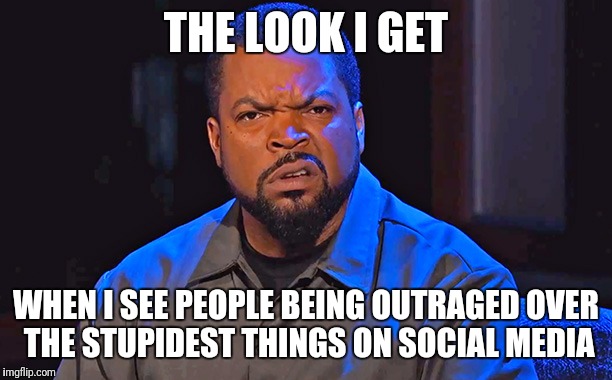 THE LOOK I GET
WHEN I SEE PEOPLE BEING OUTRAGED OVER
THE STUPIDEST THINGS ON SOCIAL MEDIA
imgflip.com